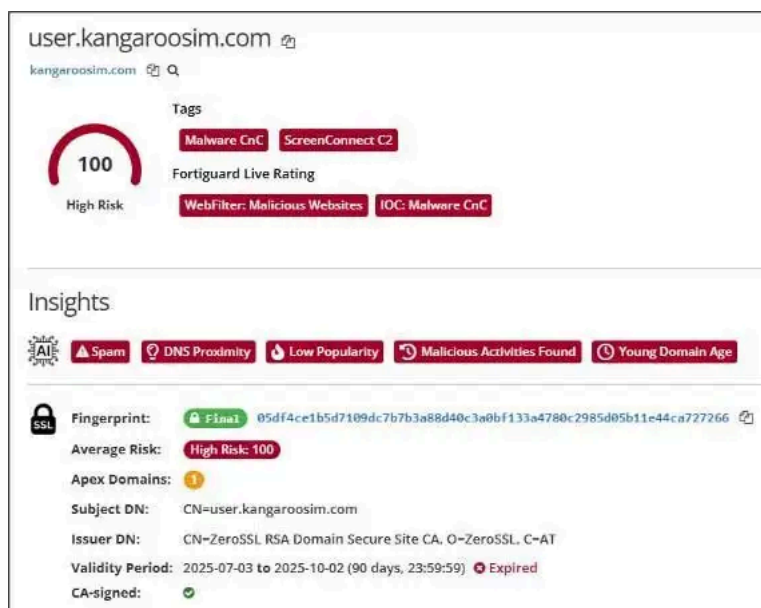 user.kangaroosim.com
kangaroosim.com
Tags
Malware CnC ScreenConnect C2
100
High Risk
Fortiguard Live Rating
WebFilter: Malicious Websites IOC: Malware CnC
Insights
AI Spam DNS Proximity Low Popularity Malicious Activities Found Young Domain Age
SSL
Fingerprint: Final 05df4ce1b5d7109dc7b7b3a88d40c3a0bf133a4780c2985d05b11e44ca727266
Average Risk: High Risk: 100
Apex Domains: 1
Subject DN: CN=user.kangaroosim.com
Issuer DN: CN=ZeroSSL RSA Domain Secure Site CA, O=ZeroSSL, C=AT
Validity Period: 2025-07-03 to 2025-10-02 (90 days, 23:59:59) Expired
CA-signed: